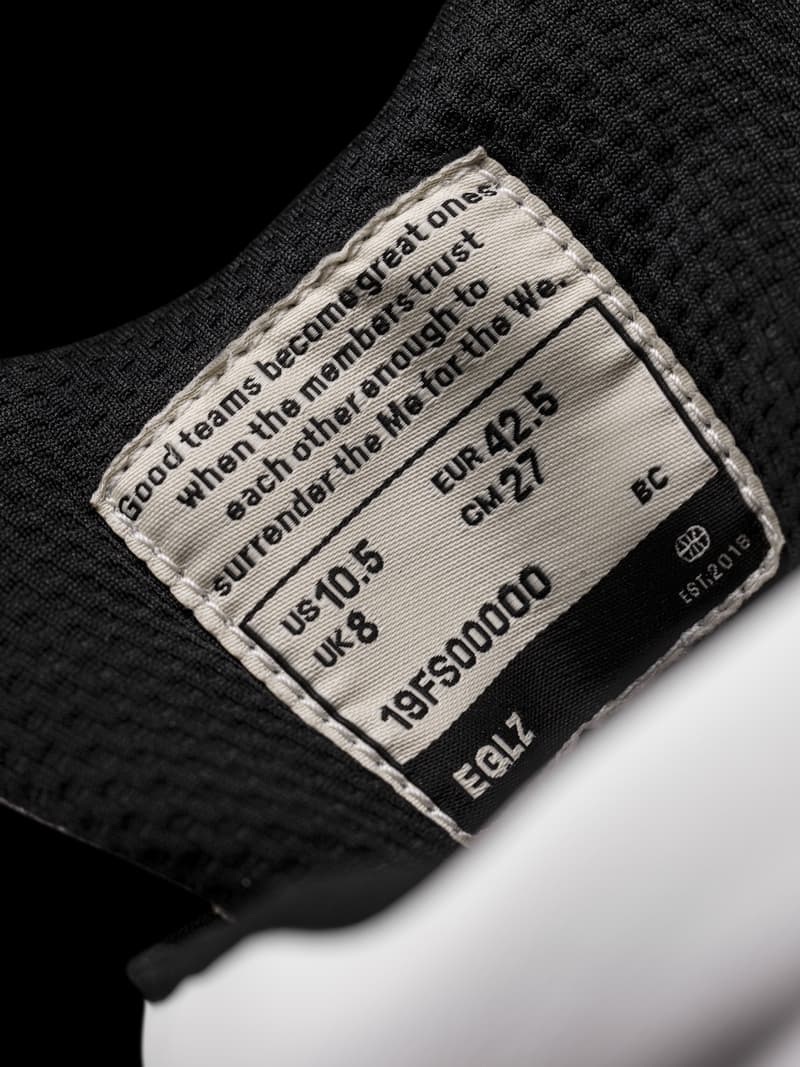 Good teams become great ones
when the members trust
each other enough to
surrender the Me for the We.
US 10.5 EUR 42.5
UK 8 CM 27
BC
19FS00000
EQLZ EST.2018